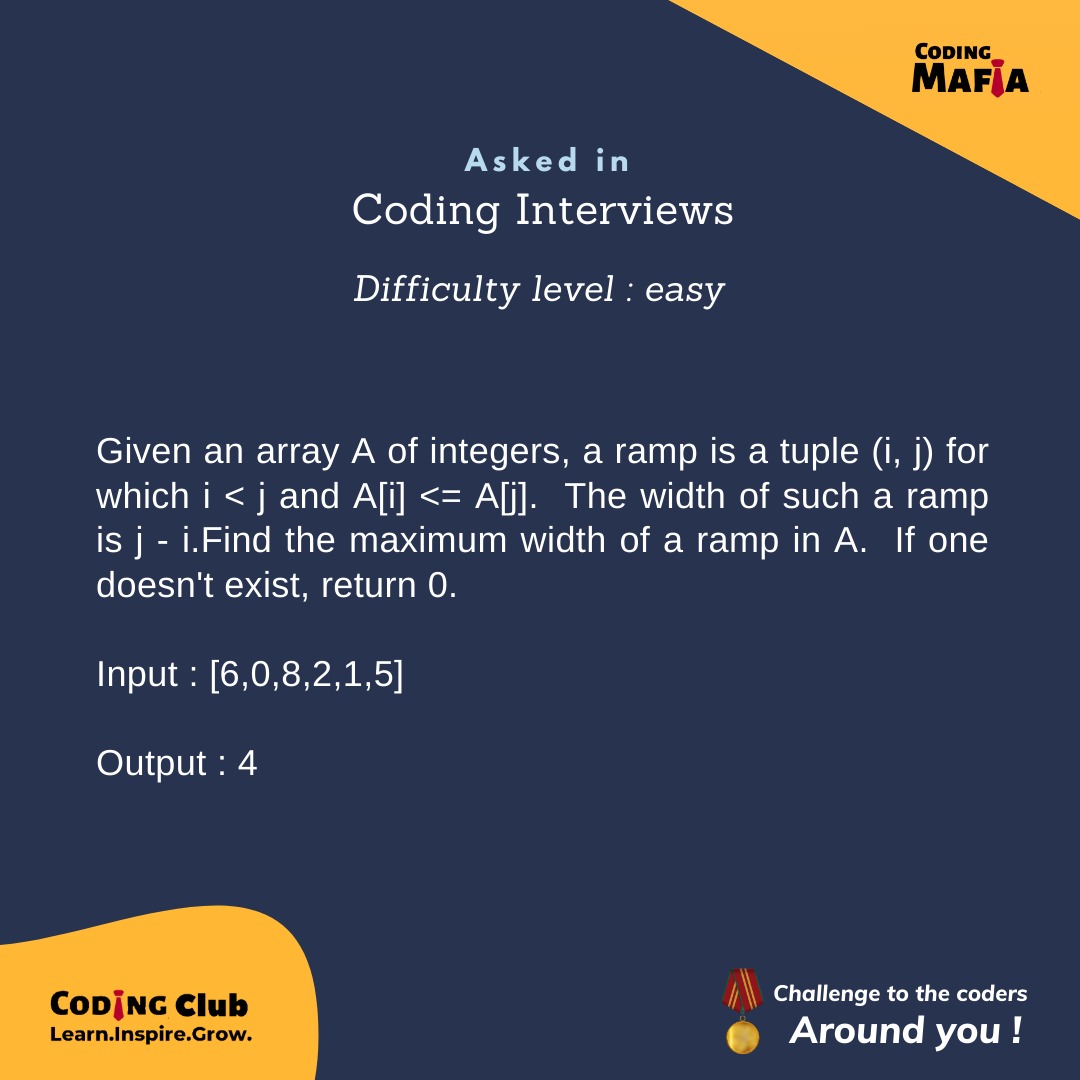 CODING
MAFIA
Asked in
Coding Interviews
Difficulty level : easy
Given an array A of integers, a ramp is a tuple (i, j) for
which i < j and A[i] <= A[j].  The width of such a ramp
is j - i.Find the maximum width of a ramp in A.  If one
doesn't exist, return 0.
Input : [6,0,8,2,1,5]
Output : 4
CODING Club
Learn.Inspire.Grow.
Challenge to the coders
Around you !